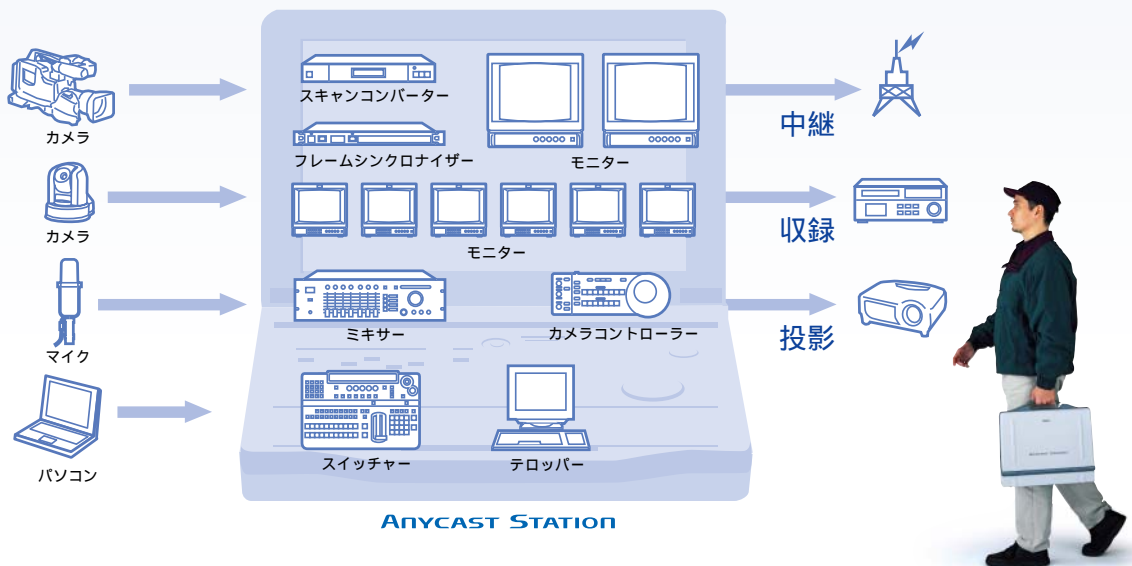 カメラ
カメラ
マイク
パソコン
スキャンコンバーター
フレームシンクロナイザー
モニター
モニター
ミキサー
カメラコントローラー
スイッチャー
テロッパー
ANYCAST STATION
中継
収録
投影